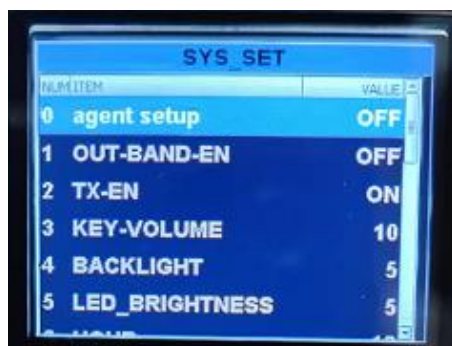 SYS_SET
NUM ITEM VALUE
0 agent setup OFF
1 OUT-BAND-EN OFF
2 TX-EN ON
3 KEY-VOLUME 10
4 BACKLIGHT 5
5 LED_BRIGHTNESS 5